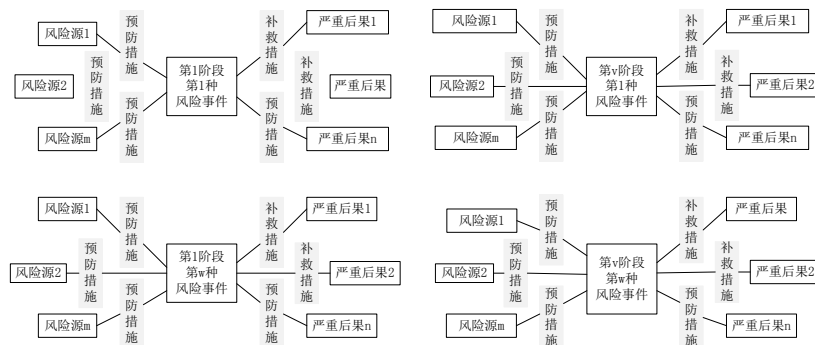 风险源1
预防措施
补救措施
严重后果1
风险源2
预防措施
第1阶段
第1种
风险事件
补救措施
严重后果
风险源m
预防措施
预防措施
严重后果n
风险源1
预防措施
补救措施
严重后果1
风险源2
预防措施
第v阶段
第1种
风险事件
补救措施
严重后果2
风险源m
预防措施
预防措施
严重后果n
风险源1
预防措施
补救措施
严重后果1
风险源2
预防措施
第1阶段
第w种
风险事件
补救措施
严重后果2
风险源m
预防措施
预防措施
严重后果n
风险源1
预防措施
补救措施
严重后果
风险源2
预防措施
第v阶段
第w种
风险事件
补救措施
严重后果2
风险源m
预防措施
预防措施
严重后果n